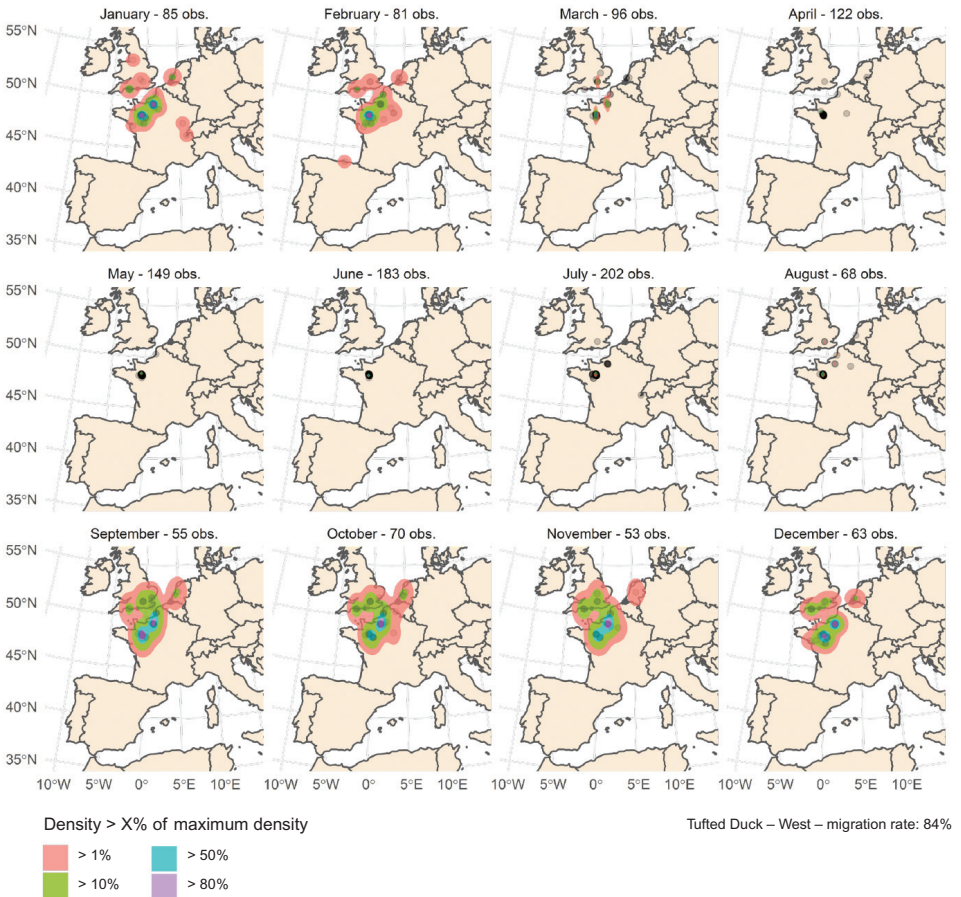 January - 85 obs. February - 81 obs. March - 96 obs. April - 122 obs.
55°N
50°N
45°N
40°N
35°N
May - 149 obs. June - 183 obs. July - 202 obs. August - 68 obs.
55°N
50°N
45°N
40°N
35°N
September - 55 obs. October - 70 obs. November - 53 obs. December - 63 obs.
55°N
50°N
45°N
40°N
35°N
10°W 5°W 0° 5°E 10°E 10°W 5°W 0° 5°E 10°E 10°W 5°W 0° 5°E 10°E 10°W 5°W 0° 5°E 10°E
Density > X% of maximum density Tufted Duck – West – migration rate: 84%
> 1% > 50%
> 10% > 80%